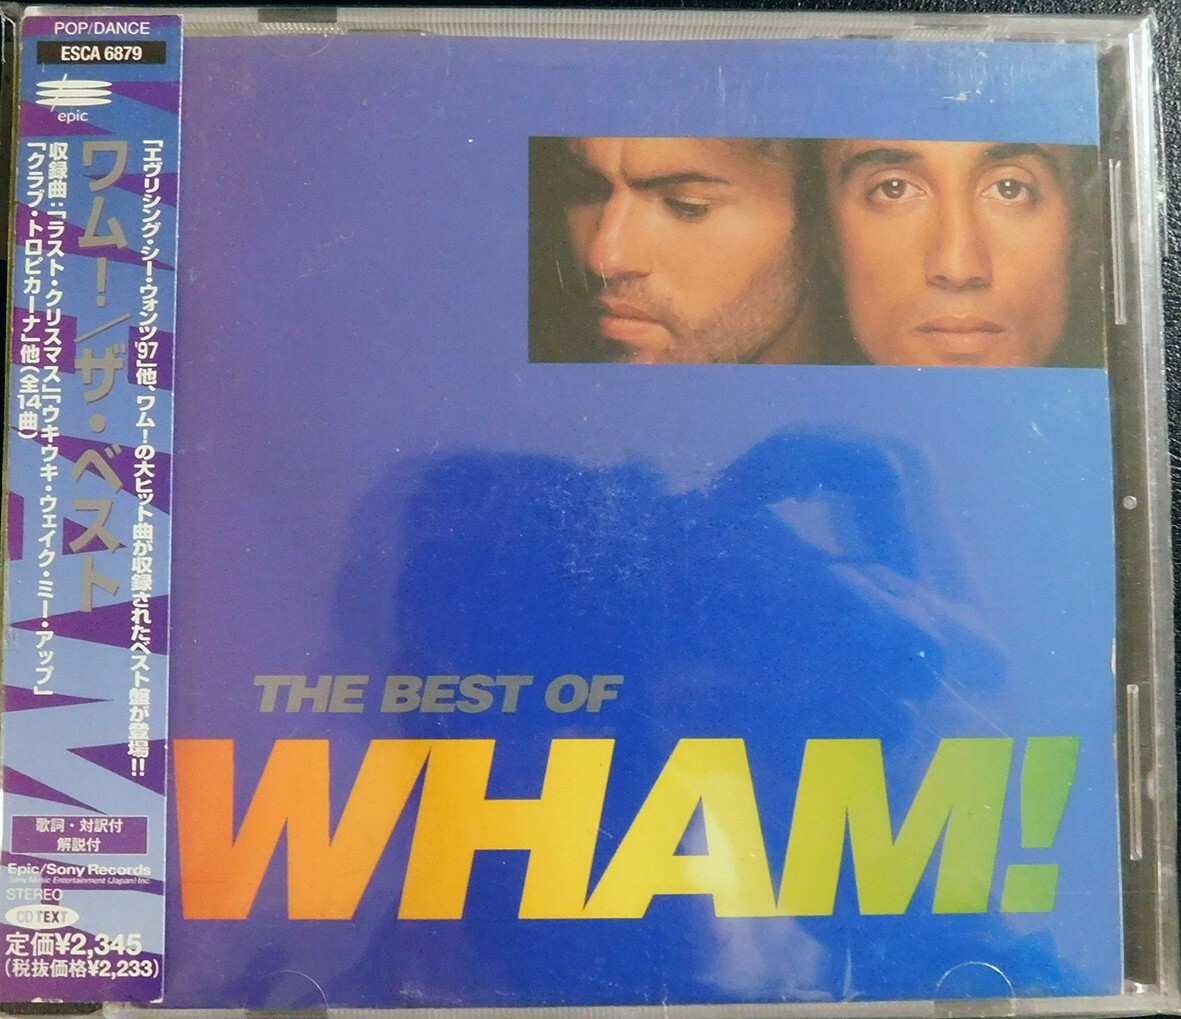 POP/DANCE
ESCA 6879
epic
「エヴリシング・シー・ウォンツ'97」他、ワム!の大ヒット曲が収録されたベスト盤が登場!!
ワム!/ザ・ベスト
収録曲:「ラスト・クリスマス」「ウキウキ・ウェイク・ミー・アップ」
「クラブ・トロピカーナ」他(全14曲)
歌詞・対訳付
解説付
Epic/Sony Records
Sony Music Entertainment (Japan) Inc.
STEREO
CD TEXT
定価¥2,345
(税抜価格¥2,233)
THE BEST OF
WHAM!